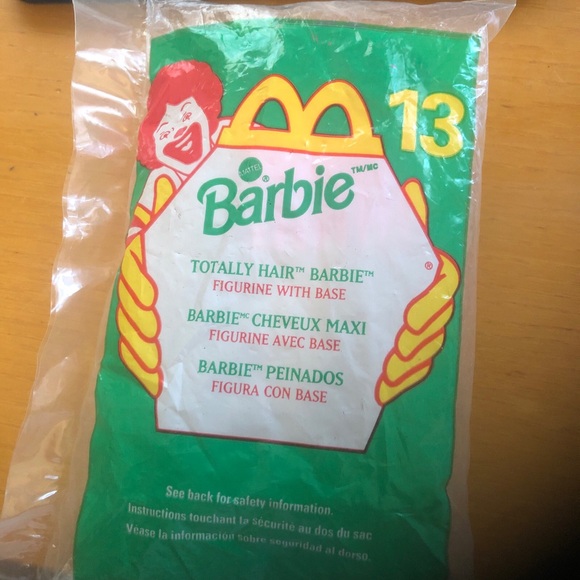 13
MATTEL
Barbie® TM/MC
TOTALLY HAIR™ BARBIE™
FIGURINE WITH BASE
BARBIE MC CHEVEUX MAXI
FIGURINE AVEC BASE
BARBIE™ PEINADOS
FIGURA CON BASE
®
See back for safety information.
Instructions touchant la sécurité au dos du sac
Vease la información sobre seguridad al dorso.